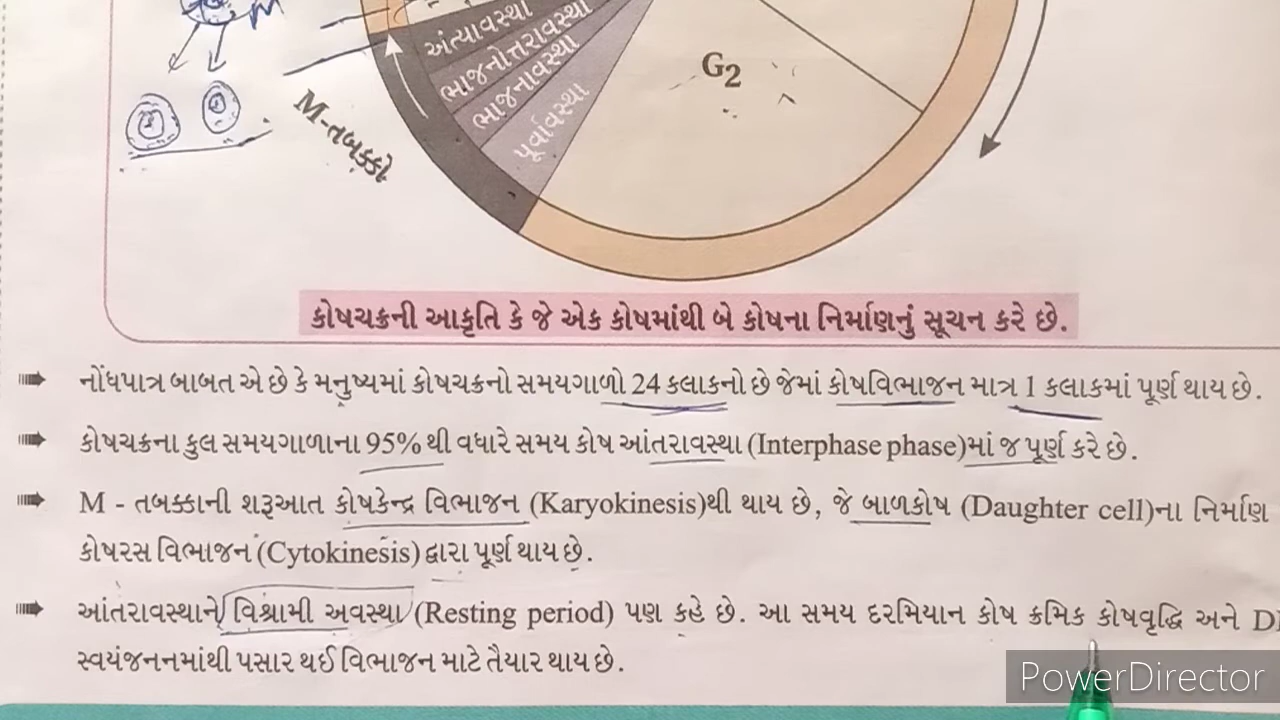 M
અંત્યાવસ્થા
ભાજનોત્તરાવસ્થા
ભાજનાવસ્થા
પૂર્વાવસ્થા
G2
M-તબક્કો
કોષચક્રની આકૃતિ કે જે એક કોષમાંથી બે કોષના નિર્માણનું સૂચન કરે છે.
નોંધપાત્ર બાબત એ છે કે મનુષ્યમાં કોષચક્રનો સમયગાળો 24 કલાકનો છે જેમાં કોષવિભાજન માત્ર 1 કલાકમાં પૂર્ણ થાય છે.
કોષચક્રના કુલ સમયગાળાના 95% થી વધારે સમય કોષ આંતરાવસ્થા (Interphase phase)માં જ પૂર્ણ કરે છે.
M - તબક્કાની શરૂઆત કોષકેન્દ્ર વિભાજન (Karyokinesis)થી થાય છે, જે બાળકોષ (Daughter cell)ના નિર્માણ
કોષરસ વિભાજન (Cytokinesis) દ્વારા પૂર્ણ થાય છે.
આંતરાવસ્થાને વિશ્રામી અવસ્થા (Resting period) પણ કહે છે. આ સમય દરમિયાન કોષ ક્રમિક કોષવૃદ્ધિ અને
સ્વયંજનનમાંથી પસાર થઈ વિભાજન માટે તૈયાર થાય છે.
PowerDirector